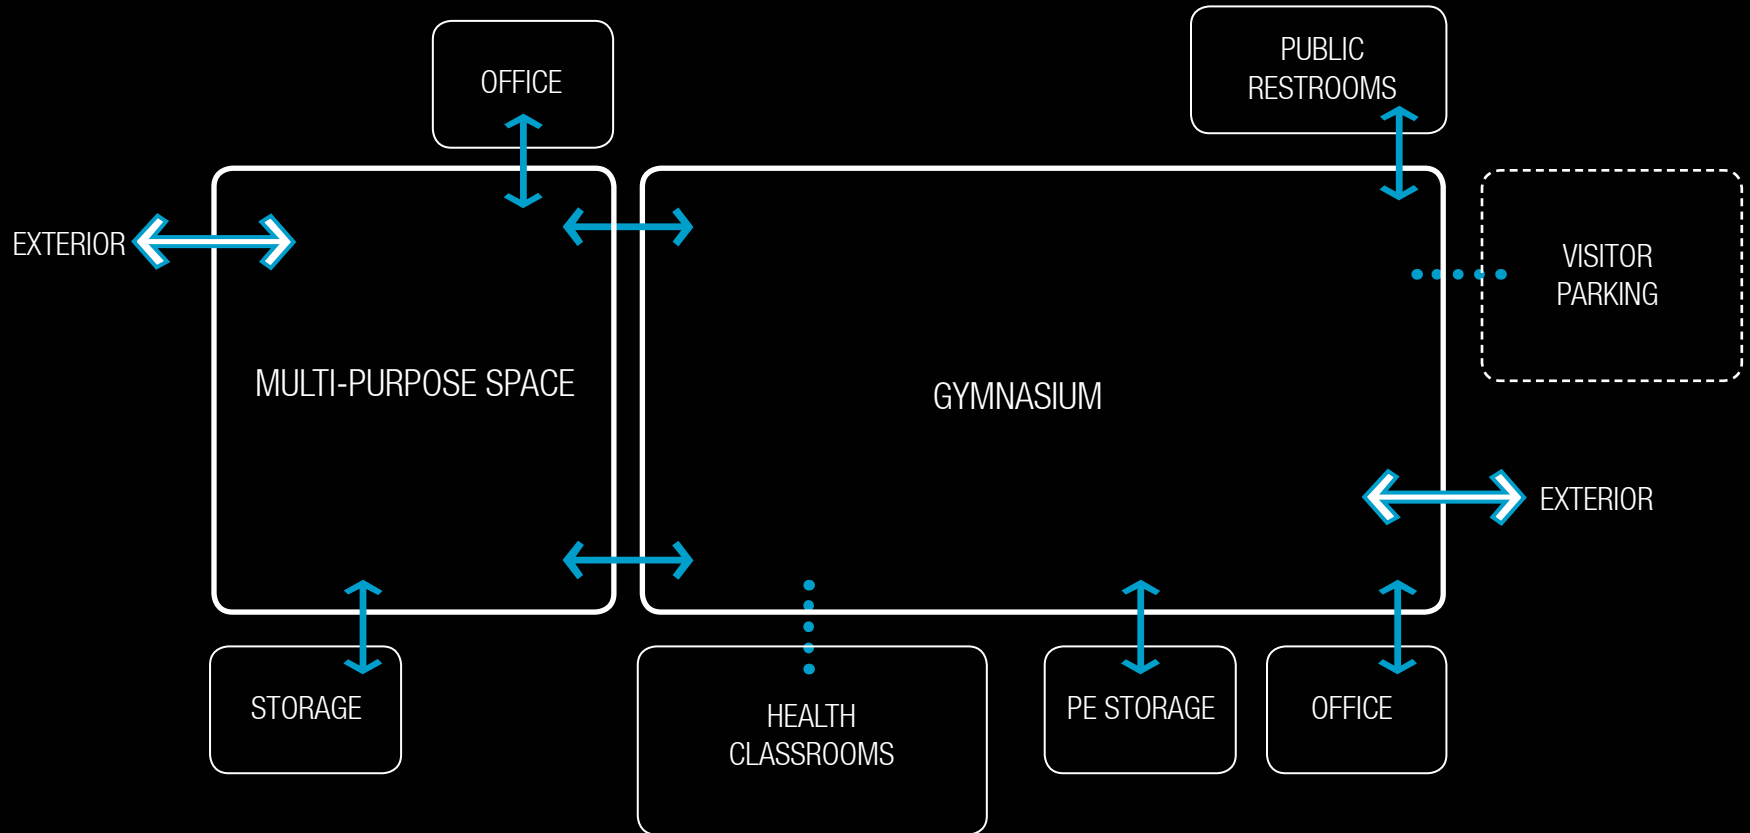 OFFICE
PUBLIC
RESTROOMS
EXTERIOR
VISITOR
PARKING
MULTI-PURPOSE SPACE
GYMNASIUM
EXTERIOR
STORAGE
HEALTH
CLASSROOMS
PE STORAGE
OFFICE